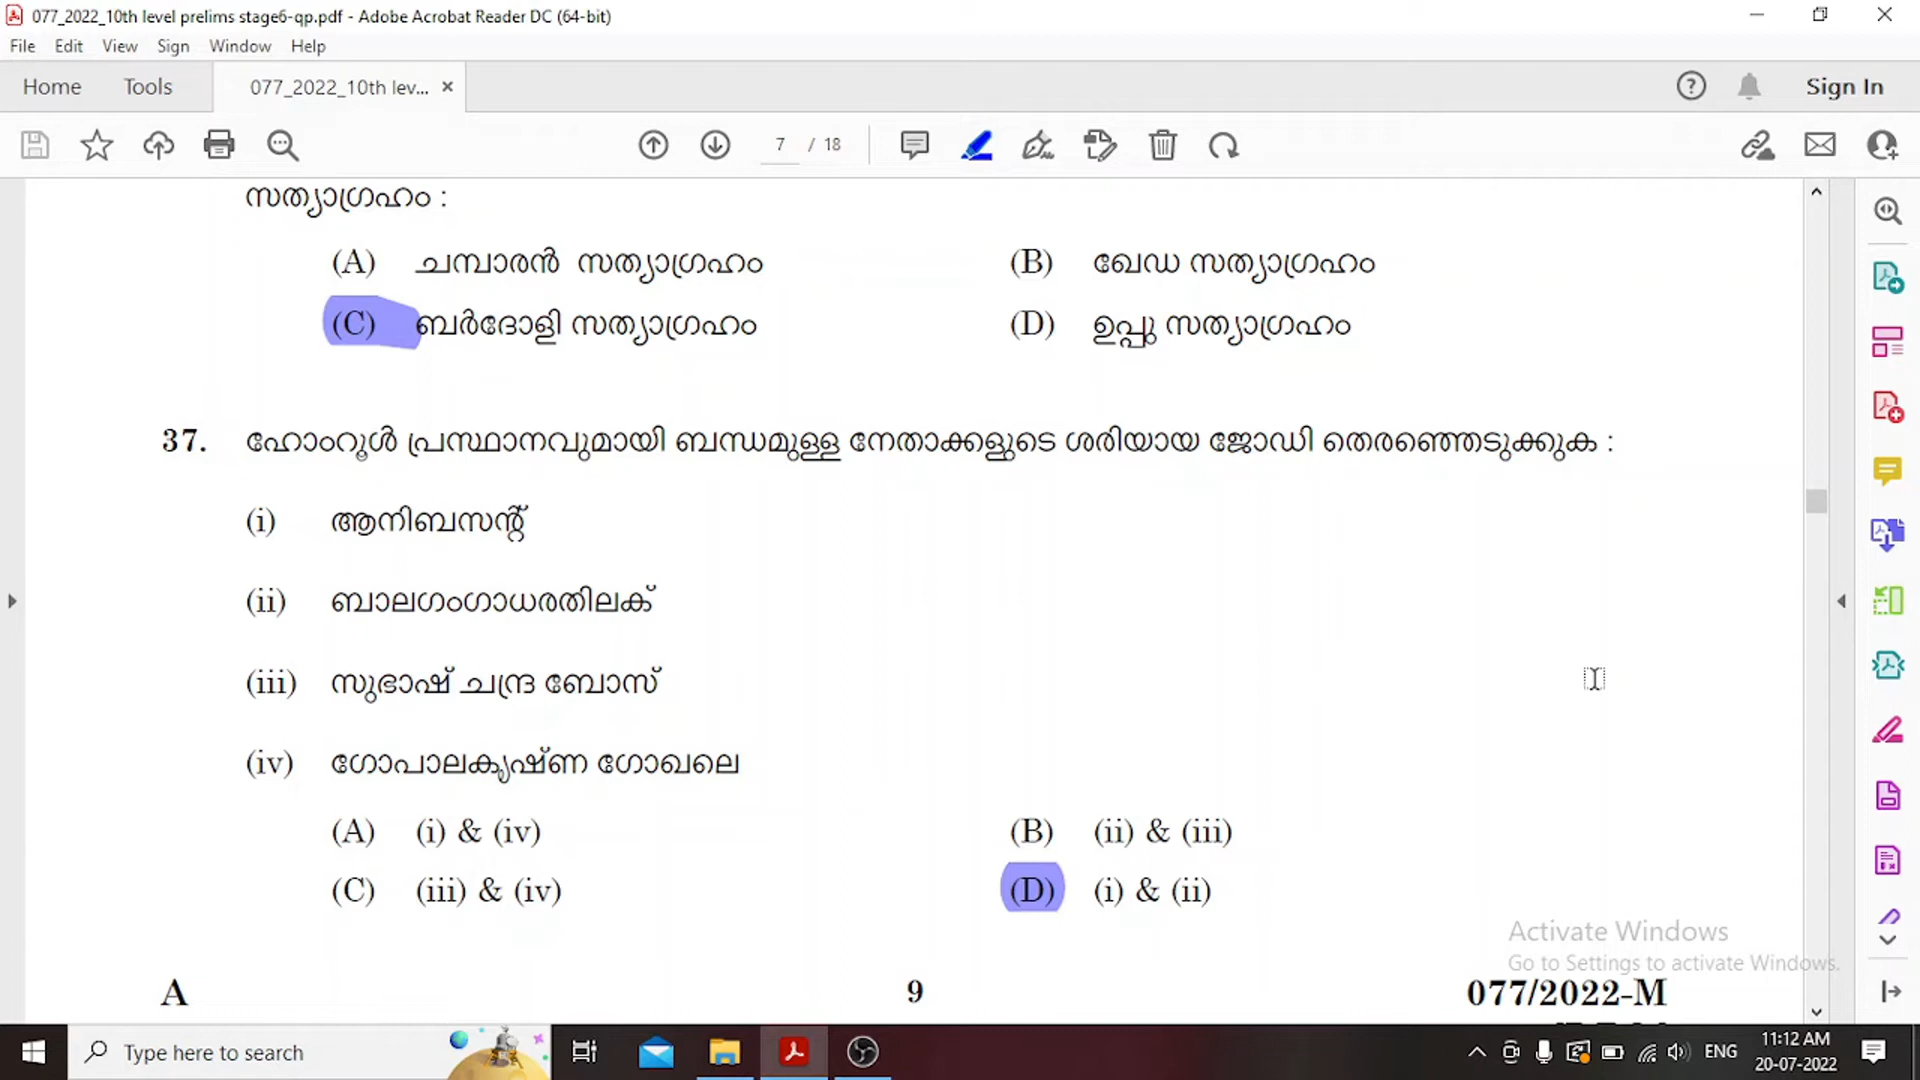 077_2022_10th level prelims stage6-qp.pdf - Adobe Acrobat Reader DC (64-bit)
File Edit View Sign Window Help
Home Tools 077_2022_10th lev... × Sign In
7 / 18
സത്യാഗ്രഹം :
(A) ചമ്പാരൻ സത്യാഗ്രഹം (B) ഖേഡ സത്യാഗ്രഹം
(C) ബർദോളി സത്യാഗ്രഹം (D) ഉപ്പു സത്യാഗ്രഹം
37. ഹോംറൂൾ പ്രസ്ഥാനവുമായി ബന്ധമുള്ള നേതാക്കളുടെ ശരിയായ ജോഡി തെരഞ്ഞെടുക്കുക :
(i) ആനിബസന്റ്
(ii) ബാലഗംഗാധരതിലക്
(iii) സുഭാഷ് ചന്ദ്ര ബോസ്
(iv) ഗോപാലകൃഷ്ണ ഗോഖലെ
(A) (i) & (iv) (B) (ii) & (iii)
(C) (iii) & (iv) (D) (i) & (ii)
Activate Windows
Go to Settings to activate Windows.
A 9 077/2022-M
Type here to search
ENG 11:12 AM
20-07-2022